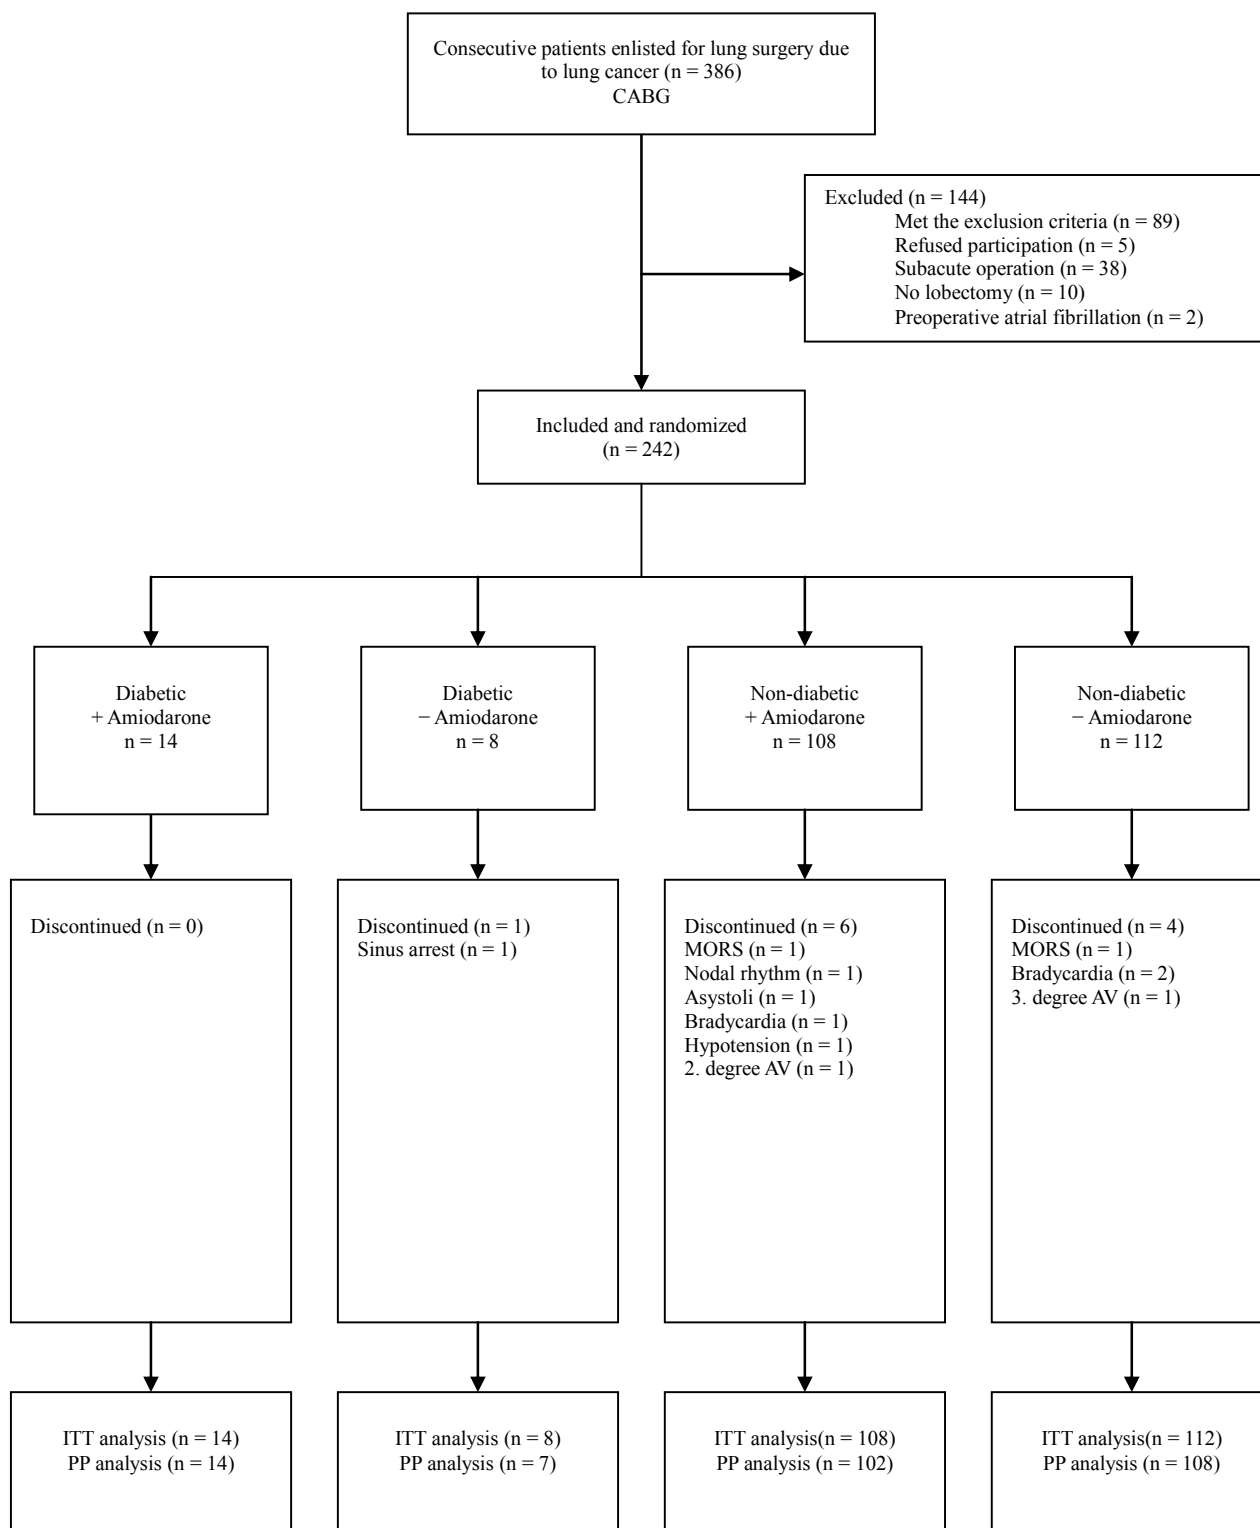 Consecutive patients enlisted for lung surgery due
to lung cancer (n = 386)
CABG
Excluded (n = 144)
Met the exclusion criteria (n = 89)
Refused participation (n = 5)
Subacute operation (n = 38)
No lobectomy (n = 10)
Preoperative atrial fibrillation (n = 2)
Included and randomized
(n = 242)
Diabetic
+ Amiodarone
n = 14
Diabetic
− Amiodarone
n = 8
Non-diabetic
+ Amiodarone
n = 108
Non-diabetic
− Amiodarone
n = 112
Discontinued (n = 0)
Discontinued (n = 1)
Sinus arrest (n = 1)
Discontinued (n = 6)
MORS (n = 1)
Nodal rhythm (n = 1)
Asystoli (n = 1)
Bradycardia (n = 1)
Hypotension (n = 1)
2. degree AV (n = 1)
Discontinued (n = 4)
MORS (n = 1)
Bradycardia (n = 2)
3. degree AV (n = 1)
ITT analysis (n = 14)
PP analysis (n = 14)
ITT analysis (n = 8)
PP analysis (n = 7)
ITT analysis(n = 108)
PP analysis (n = 102)
ITT analysis(n = 112)
PP analysis (n = 108)